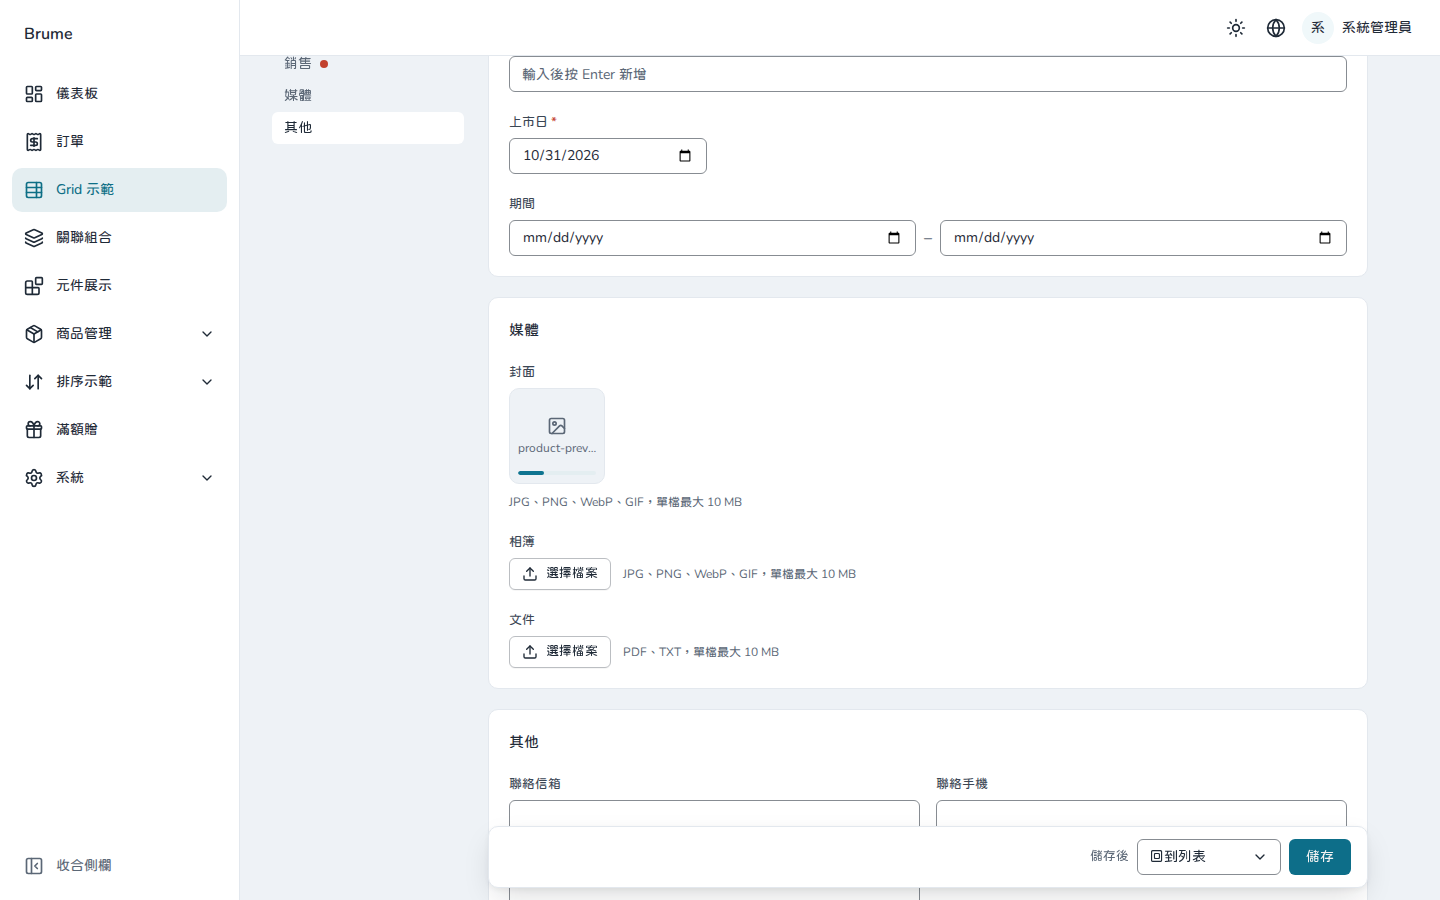 Brume
系
系統管理員
儀表板
訂單
Grid 示範
關聯組合
元件展示
商品管理
排序示範
滿額贈
系統
收合側欄
銷售
媒體
其他
輸入後按 Enter 新增
上市日 *
10/31/2026
期間
mm/dd/yyyy
–
mm/dd/yyyy
媒體
封面
product-prev...
JPG、PNG、WebP、GIF，單檔最大 10 MB
相簿
選擇檔案
JPG、PNG、WebP、GIF，單檔最大 10 MB
文件
選擇檔案
PDF、TXT，單檔最大 10 MB
其他
聯絡信箱
聯絡手機
儲存後
回到列表
儲存